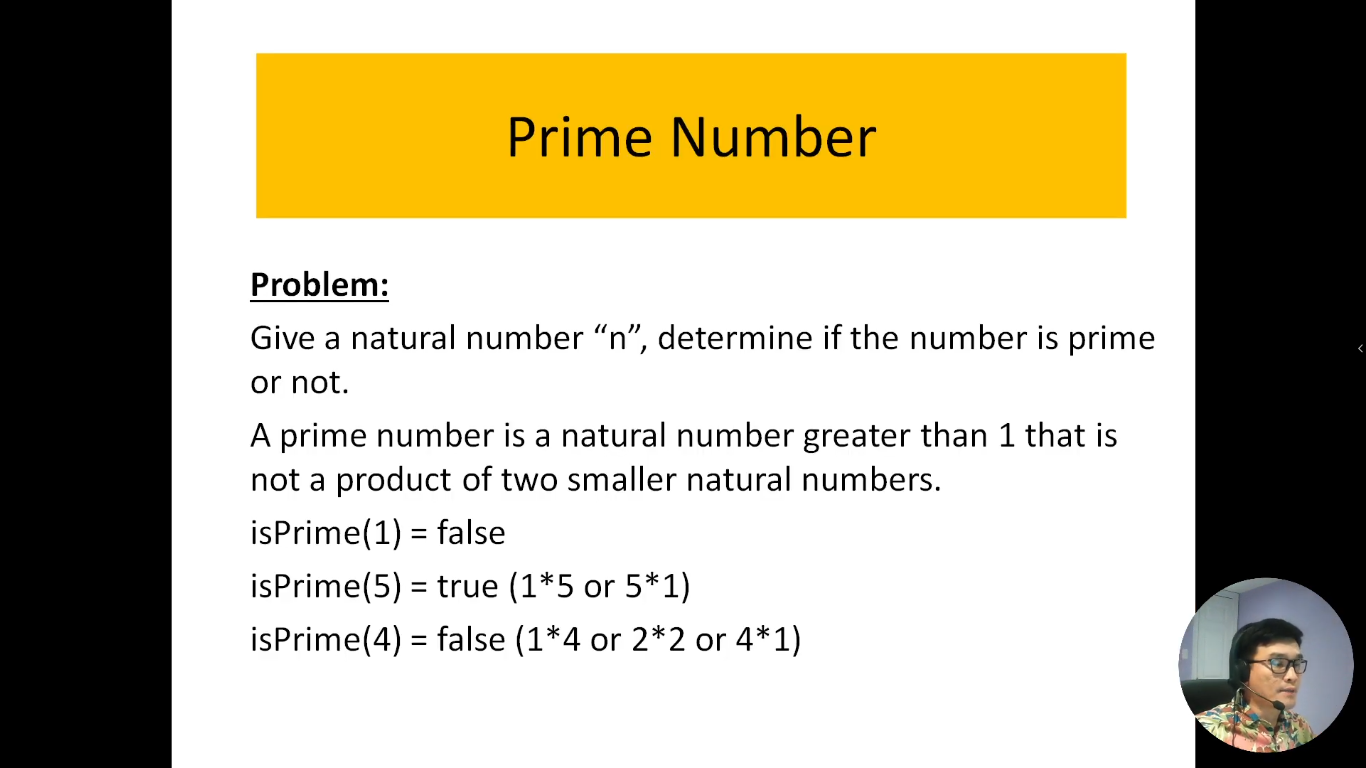 Prime Number
Problem:
Give a natural number “n”, determine if the number is prime
or not.
A prime number is a natural number greater than 1 that is
not a product of two smaller natural numbers.
isPrime(1) = false
isPrime(5) = true (1*5 or 5*1)
isPrime(4) = false (1*4 or 2*2 or 4*1)